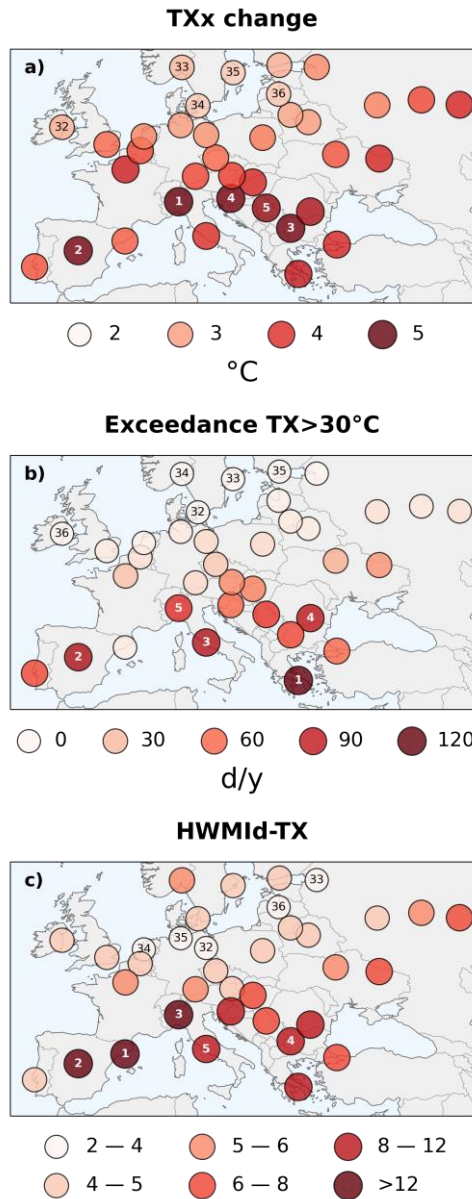 TXx change
a)
33
35
36
34
32
1
4
5
3
2
2 3 4 5
°C
Exceedance TX>30°C
b)
34
33
35
32
36
5
4
3
2
1
0 30 60 90 120
d/y
HWMId-TX
c)
33
36
35
34
32
3
4
5
1
2
2 — 4 5 — 6 8 — 12
4 — 5 6 — 8 >12